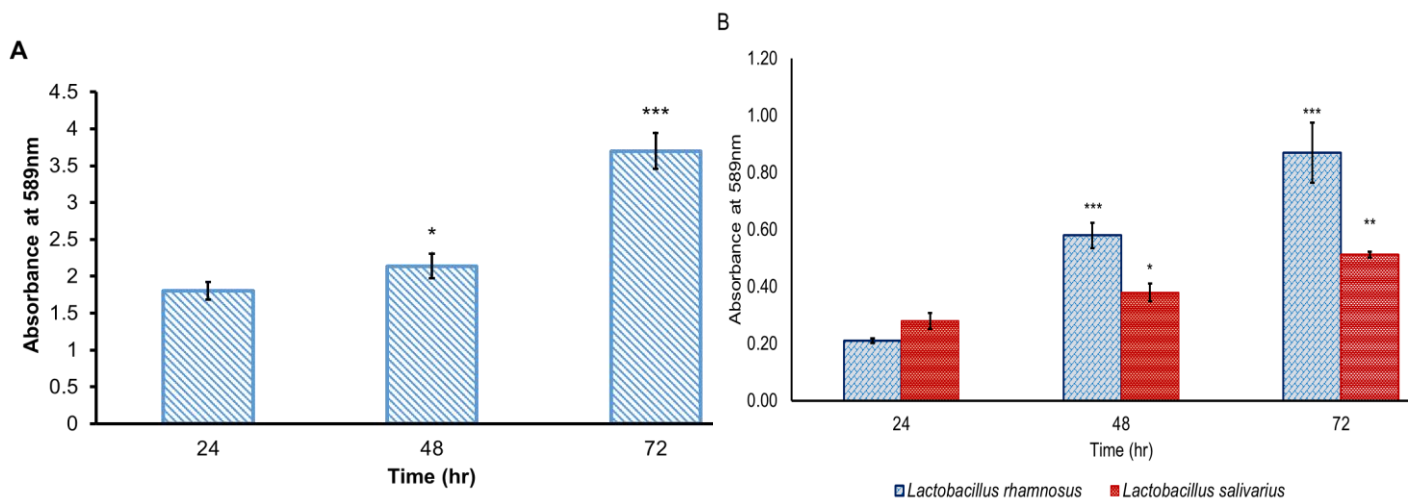 A
Absorbance at 589nm
4.5
4
3.5
3
2.5
2
1.5
1
0.5
0
*
***
24 48 72
Time (hr)
B
Absorbance at 589nm
1.20
1.00
0.80
0.60
0.40
0.20
0.00
***
*
***
**
24 48 72
Time (hr)
Lactobacillus rhamnosus Lactobacillus salivarius